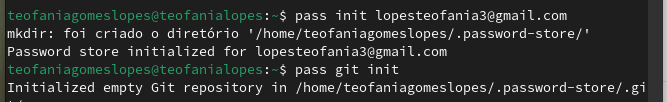 teofaniagomeslopes@teofanialopes:~$ pass init lopesteofania3@gmail.com
mkdir: foi criado o diretório '/home/teofaniagomeslopes/.password-store/'
Password store initialized for lopesteofania3@gmail.com
teofaniagomeslopes@teofanialopes:~$ pass git init
Initialized empty Git repository in /home/teofaniagomeslopes/.password-store/.gi